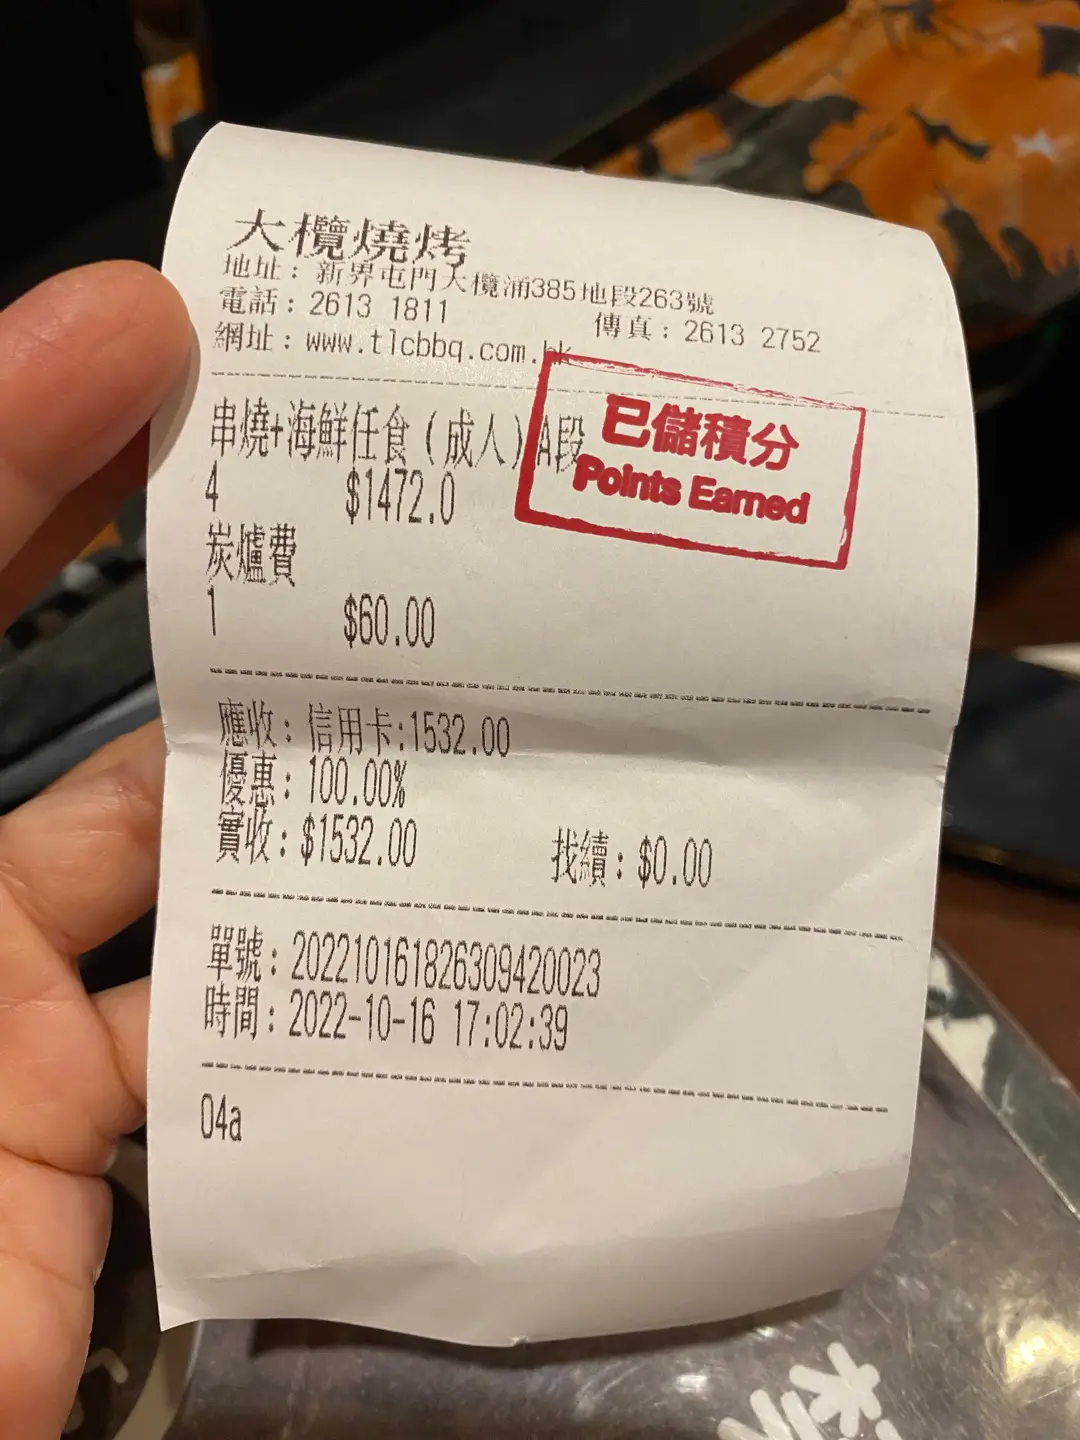 大欖燒烤
地址：新界屯門大欖涌385地段263號
電話：2613 1811 傳真：2613 2752
網址：www.tlcbbq.com.hk
已儲積分
Points Earned
串燒+海鮮任食（成人）A段
4 $1472.0
炭爐費
1 $60.00
應收：信用卡:1532.00
優惠：100.00%
實收：$1532.00 找續：$0.00
單號：202210161826309420023
時間：2022-10-16 17:02:39
04a